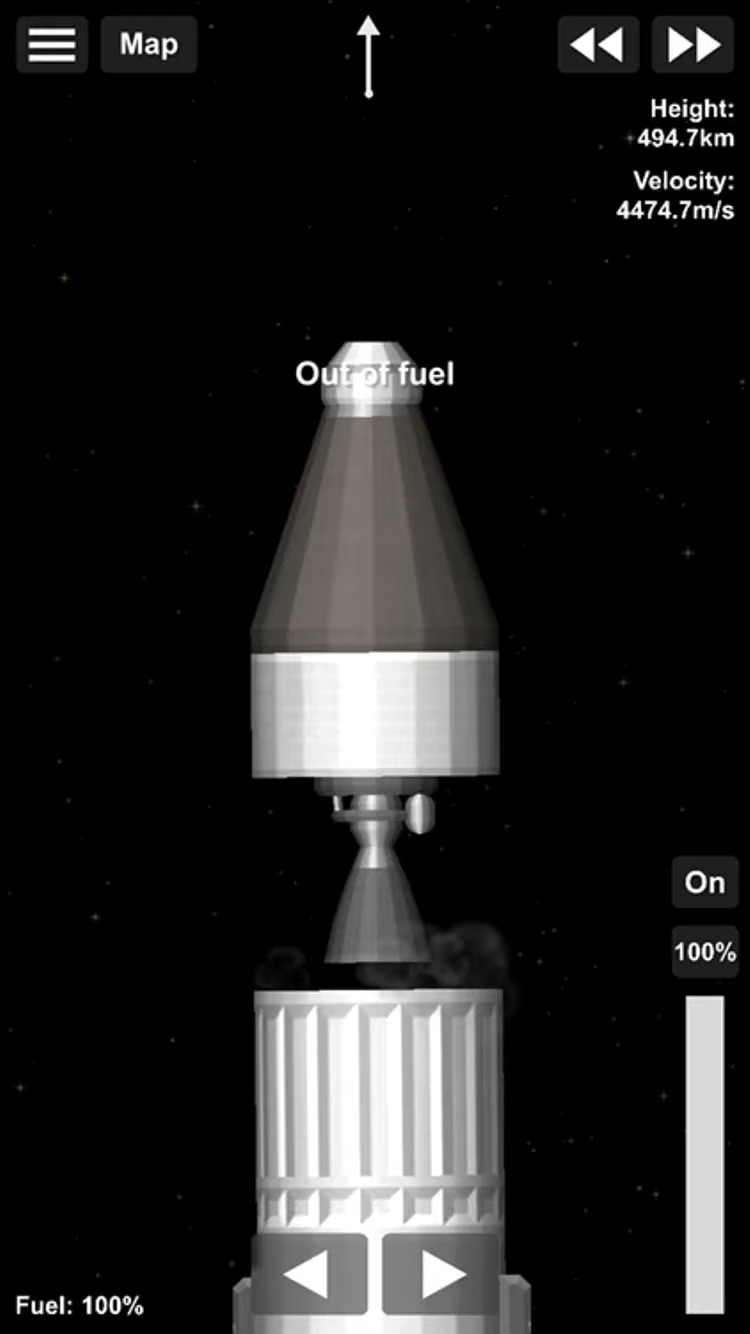 Map
Height:
494.7km
Velocity:
4474.7m/s
Out of fuel
On
100%
Fuel: 100%